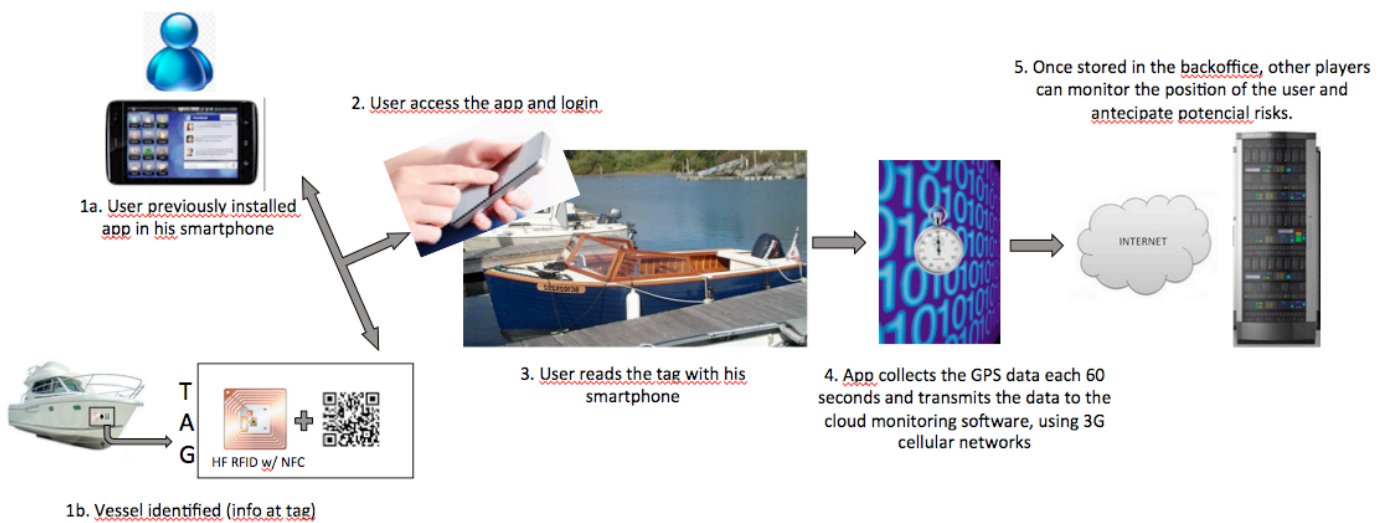 1a. User previously installed
app in his smartphone
1b. Vessel identified (info at tag)
T
A
G
HF RFID w/ NFC
2. User access the app and login
3. User reads the tag with his
smartphone
4. App collects the GPS data each 60
seconds and transmits the data to the
cloud monitoring software, using 3G
cellular networks
5. Once stored in the backoffice, other players
can monitor the position of the user and
antecipate potencial risks.
INTERNET